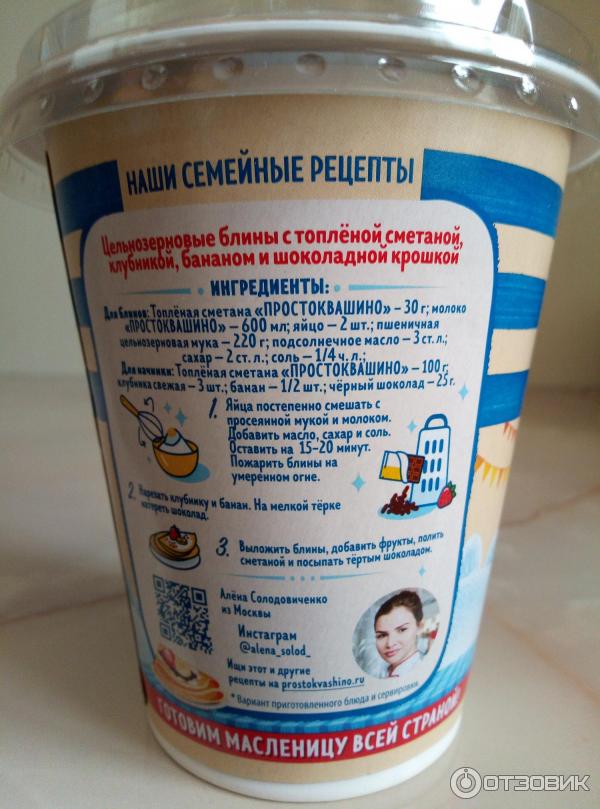 НАШИ СЕМЕЙНЫЕ РЕЦЕПТЫ
Цельнозерновые блины с топлёной сметаной,
клубникой, бананом и шоколадной крошкой
ИНГРЕДИЕНТЫ:
Для блинов: Топлёная сметана «ПРОСТОКВАШИНО» – 30 г; молоко
«ПРОСТОКВАШИНО» – 600 мл; яйцо – 2 шт.; пшеничная
цельнозерновая мука – 220 г; подсолнечное масло – 3 ст. л.;
сахар – 2 ст. л.; соль – 1/4 ч. л.;
Для начинки: Топлёная сметана «ПРОСТОКВАШИНО» – 100 г;
клубника свежая – 3 шт.; банан – 1/2 шт.; чёрный шоколад – 25 г.
1. Яйца постепенно смешать с
просеянной мукой и молоком.
Добавить масло, сахар и соль.
Оставить на 15–20 минут.
Пожарить блины на
умеренном огне.
2. Нарезать клубнику и банан. На мелкой тёрке
натереть шоколад.
3. Выложить блины, добавить фрукты, полить
сметаной и посыпать тёртым шоколадом.
Алёна Солодовиченко
из Москвы
Инстаграм
@alena_solod_
Ищи этот и другие
рецепты на prostokvashino.ru
* Вариант приготовленного блюда и сервировки.
ГОТОВИМ МАСЛЕНИЦУ ВСЕЙ СТРАНОЙ!
ОТЗОВИК